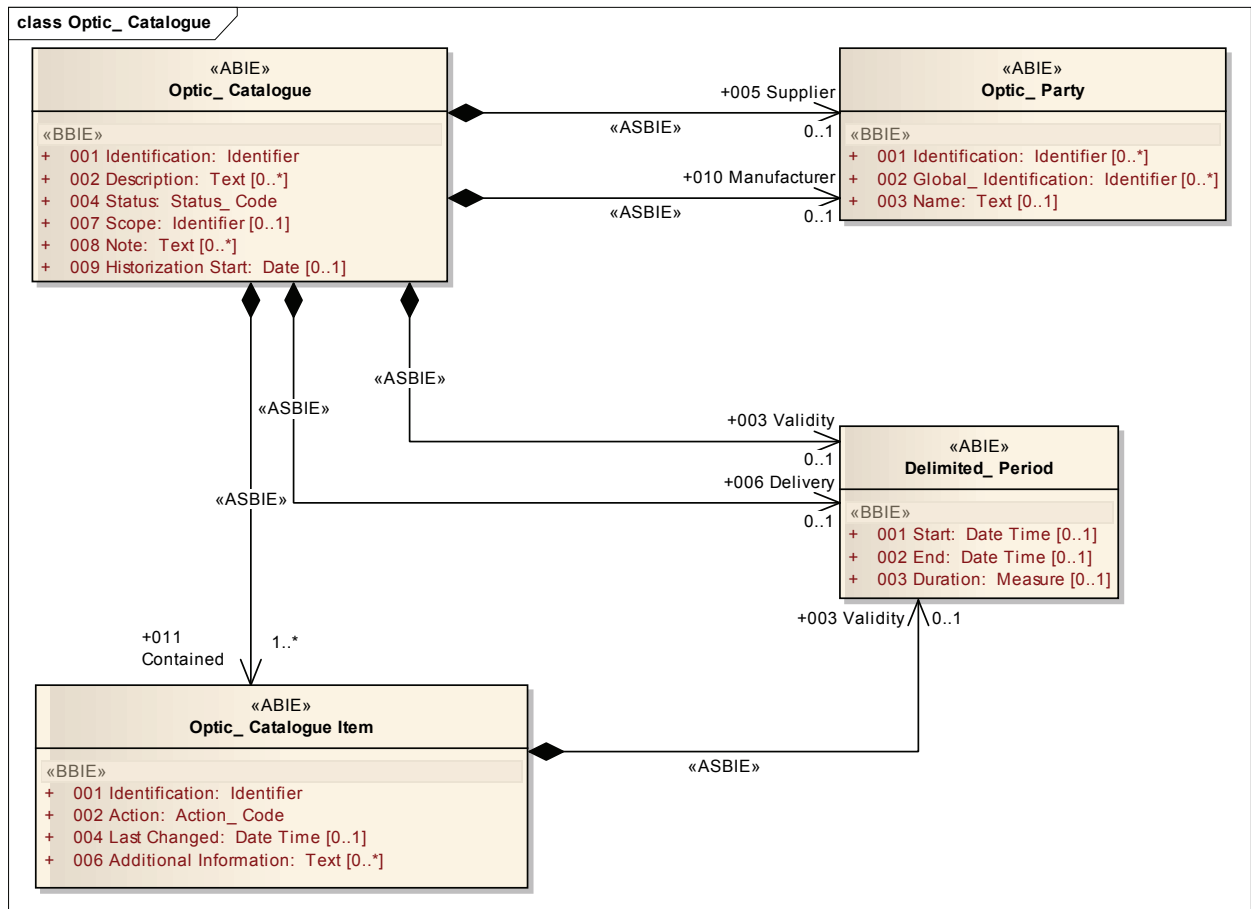 class Optic_ Catalogue
«ABIE»
Optic_ Catalogue
«BBIE»
+ 001 Identification: Identifier
+ 002 Description: Text [0..*]
+ 004 Status: Status_ Code
+ 007 Scope: Identifier [0..1]
+ 008 Note: Text [0..*]
+ 009 Historization Start: Date [0..1]
+005 Supplier
«ASBIE»
0..1
+010 Manufacturer
«ASBIE»
0..1
«ABIE»
Optic_ Party
«BBIE»
+ 001 Identification: Identifier [0..*]
+ 002 Global_ Identification: Identifier [0..*]
+ 003 Name: Text [0..1]
«ASBIE»
+003 Validity
0..1
«ASBIE»
+006 Delivery
0..1
«ABIE»
Delimited_ Period
«BBIE»
+ 001 Start: Date Time [0..1]
+ 002 End: Date Time [0..1]
+ 003 Duration: Measure [0..1]
«ASBIE»
+011
Contained
1..*
+003 Validity
0..1
«ABIE»
Optic_ Catalogue Item
«BBIE»
+ 001 Identification: Identifier
+ 002 Action: Action_ Code
+ 004 Last Changed: Date Time [0..1]
+ 006 Additional Information: Text [0..*]
«ASBIE»